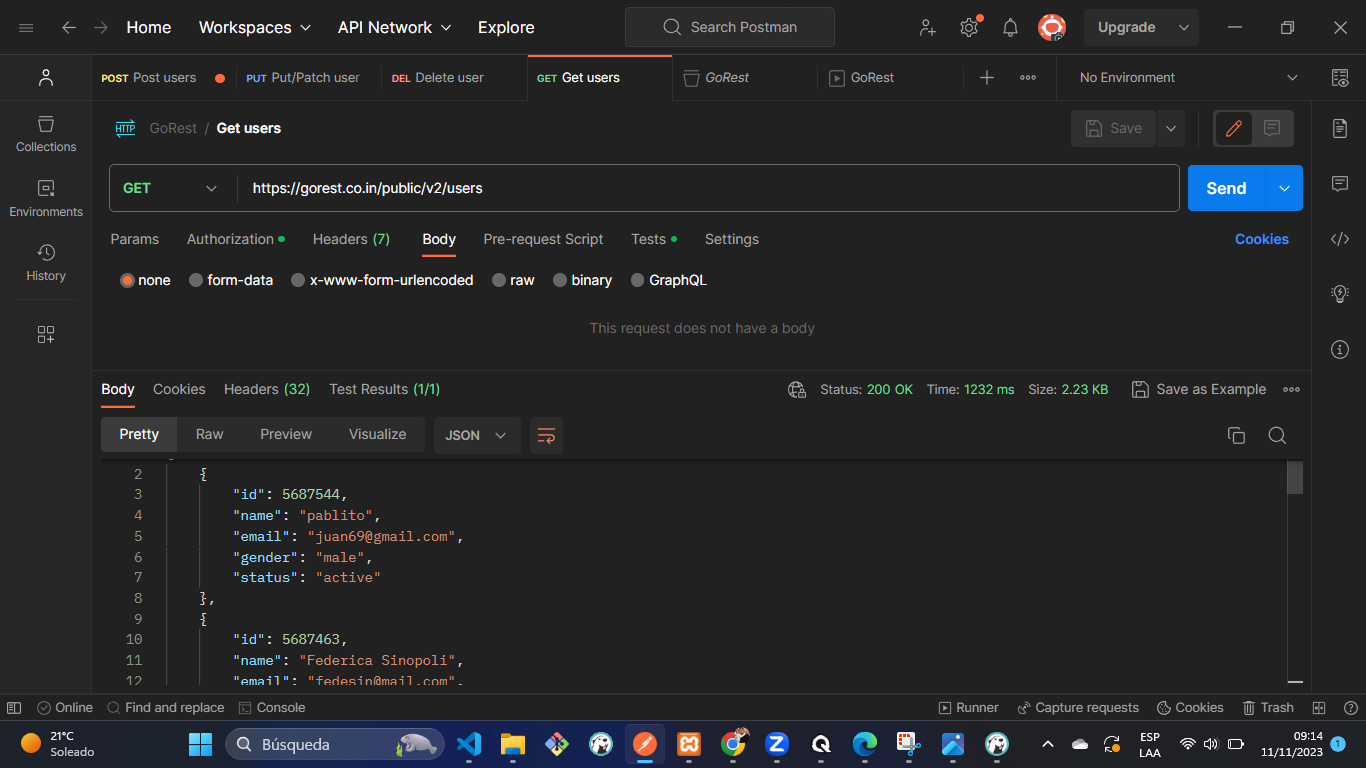 Home Workspaces API Network Explore Search Postman Upgrade
POST Post users PUT Put/Patch user DEL Delete user GET Get users GoRest GoRest No Environment
HTTP GoRest / Get users Save
Collections
Environments
History
GET https://gorest.co.in/public/v2/users Send
Params Authorization Headers (7) Body Pre-request Script Tests Settings Cookies
none form-data x-www-form-urlencoded raw binary GraphQL
This request does not have a body
Body Cookies Headers (32) Test Results (1/1) Status: 200 OK Time: 1232 ms Size: 2.23 KB Save as Example
Pretty Raw Preview Visualize JSON
2 {
3 "id": 5687544,
4 "name": "pablito",
5 "email": "juan69@gmail.com",
6 "gender": "male",
7 "status": "active"
8 },
9 {
10 "id": 5687463,
11 "name": "Federica Sinopoli",
12 "email": "fedesin@mail.com",
Online Find and replace Console Runner Capture requests Cookies Trash
21°C
Soleado
Búsqueda
ESP
LAA
09:14
11/11/2023
1